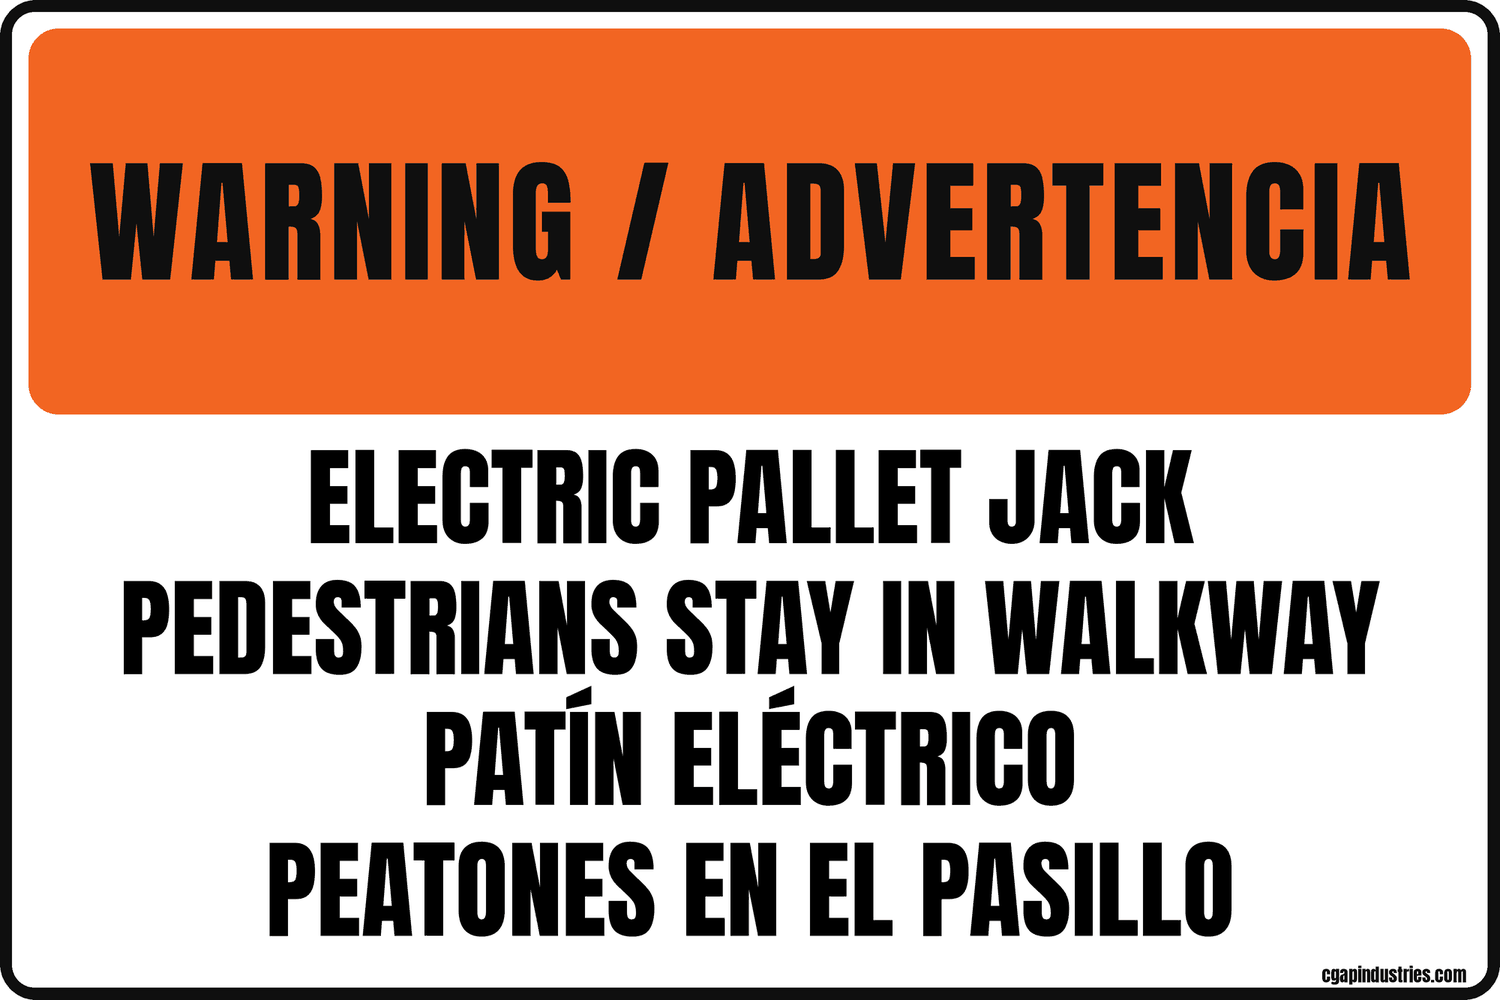 WARNING / ADVERTENCIA
ELECTRIC PALLET JACK
PEDESTRIANS STAY IN WALKWAY
PATÍN ELÉCTRICO
PEATONES EN EL PASILLO
cgapindustries.com